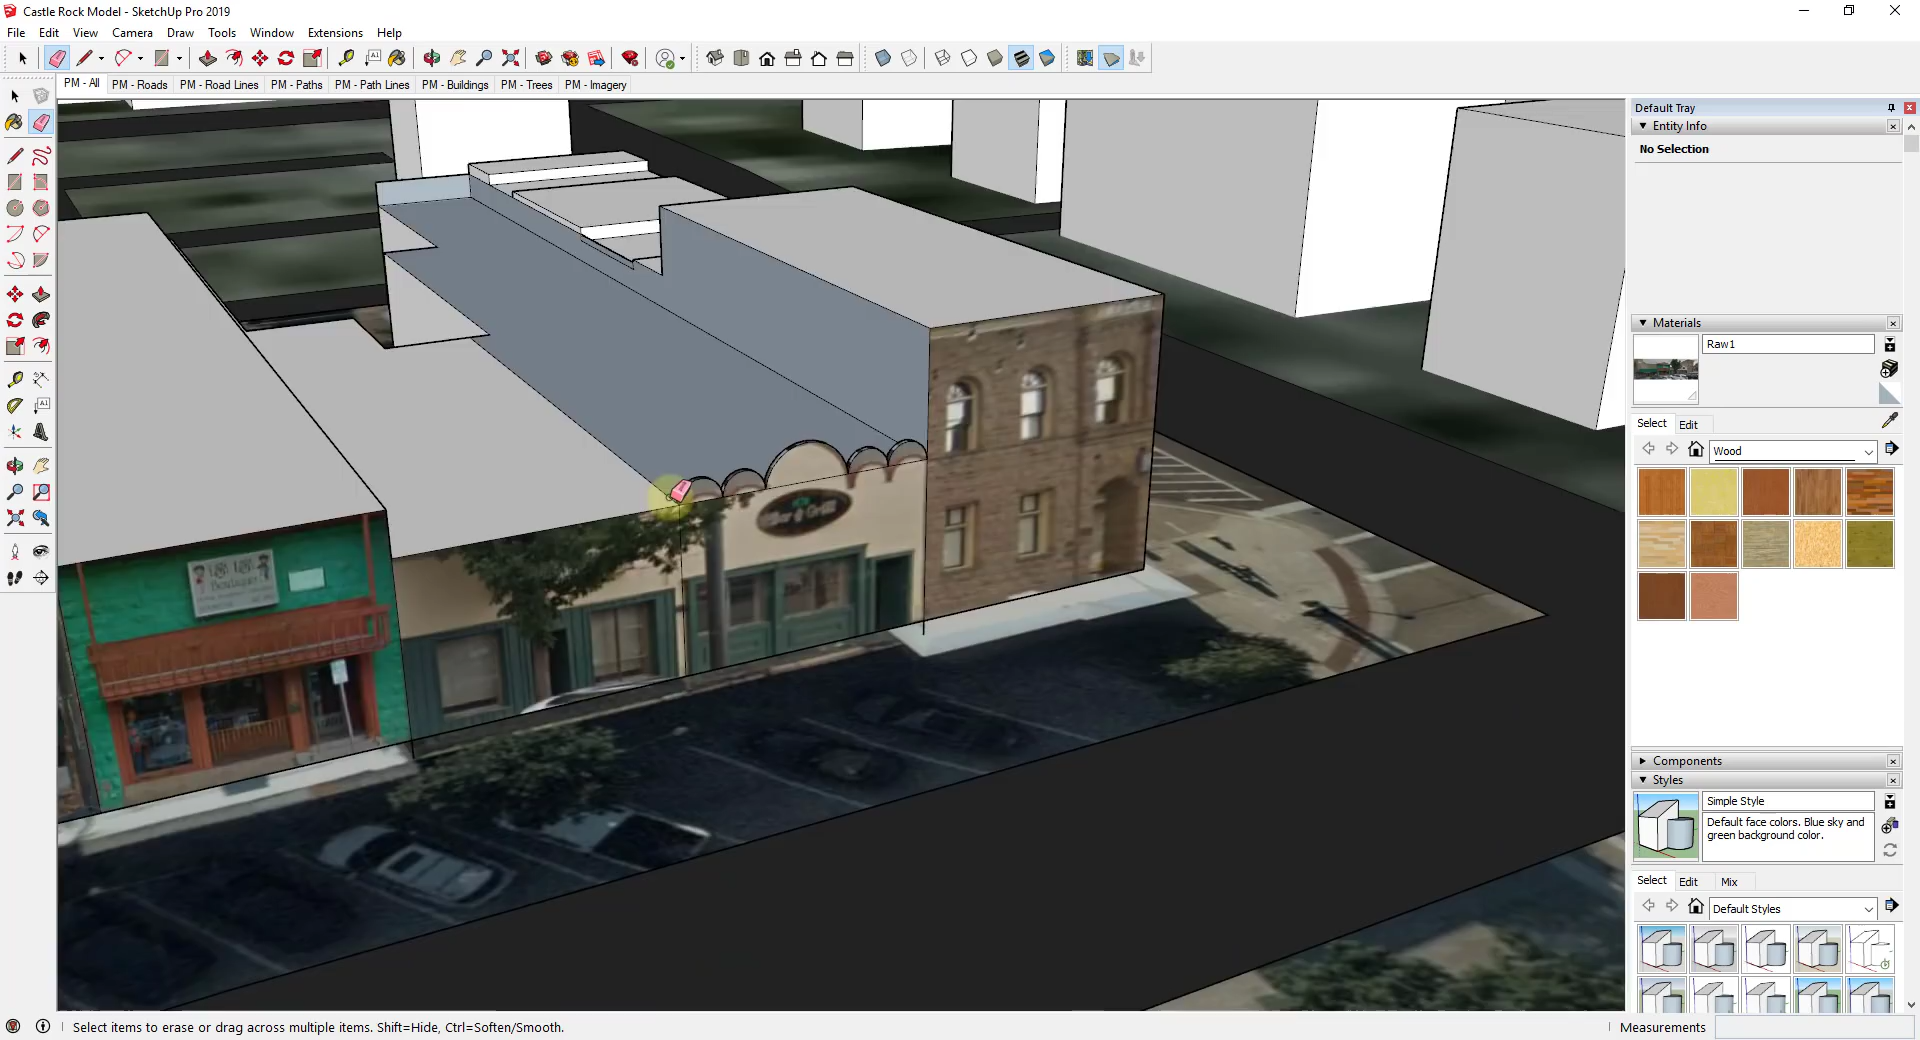 Castle Rock Model - SketchUp Pro 2019
File Edit View Camera Draw Tools Window Extensions Help
PM - All PM - Roads PM - Road Lines PM - Paths PM - Path Lines PM - Buildings PM - Trees PM - Imagery
Default Tray
Entity Info
No Selection
Materials
Raw1
Select Edit
Wood
Components
Styles
Simple Style
Default face colors. Blue sky and
green background color.
Select Edit Mix
Default Styles
Bar & Grill
Select items to erase or drag across multiple items. Shift=Hide, Ctrl=Soften/Smooth.
Measurements